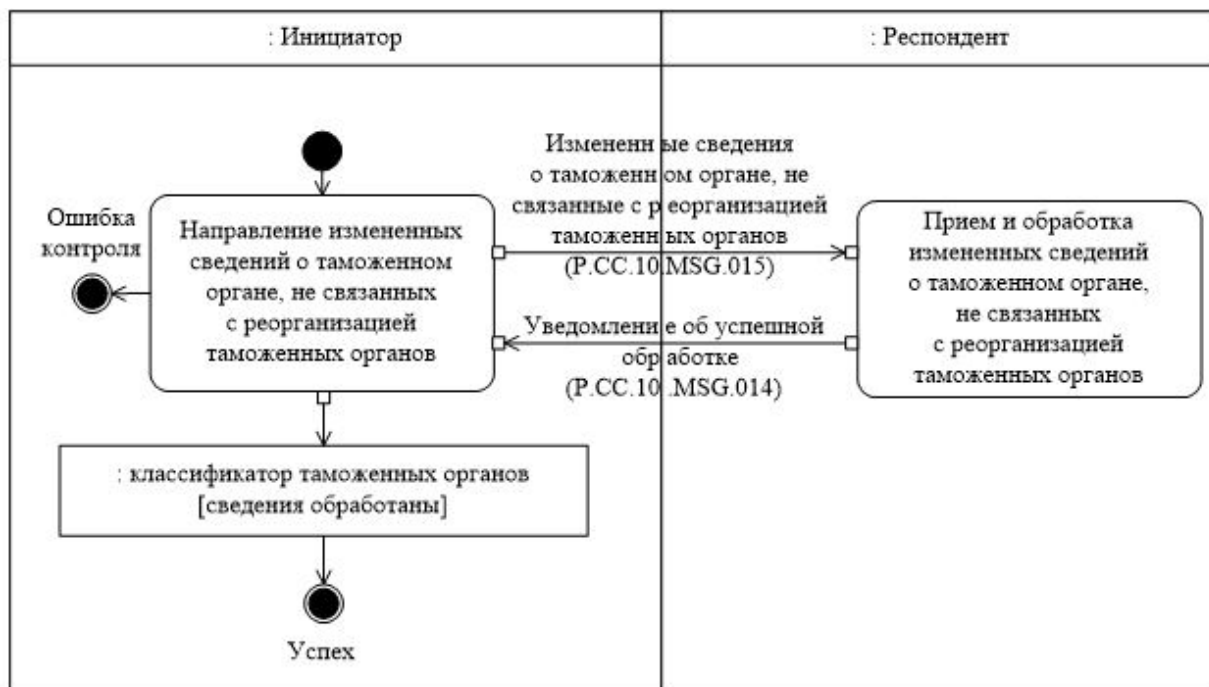 : Инициатор
: Респондент
Измененные сведения
о таможенном органе, не
связанные с реорганизацией
таможенных органов
(P.CC.10.MSG.015)
Ошибка
контроля
Направление измененных
сведений о таможенном
органе, не связанных
с реорганизацией
таможенных органов
Прием и обработка
измененных сведений
о таможенном органе,
не связанных
с реорганизацией
таможенных органов
Уведомление об успешной
обработке
(P.CC.10.MSG.014)
: классификатор таможенных органов
[сведения обработаны]
Успех